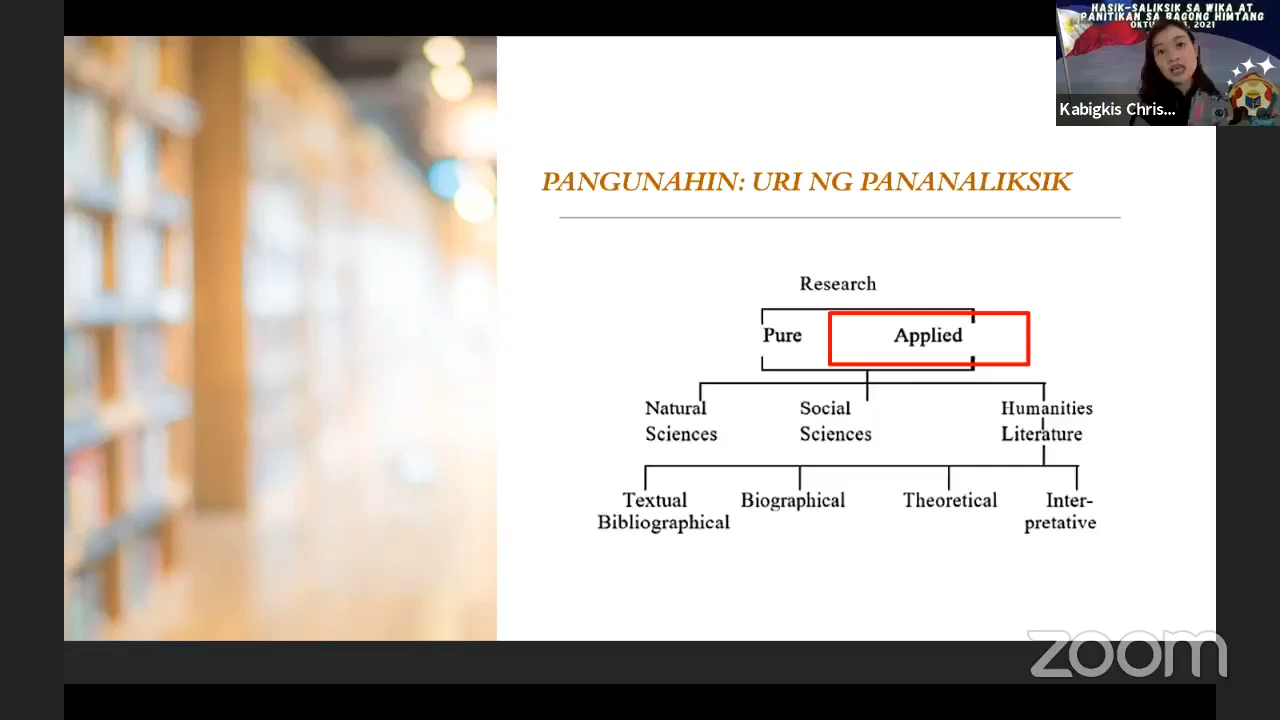 HASIK-SALIKSIK SA WIKA AT
PANITIKAN SA BAGONG HIMTANG
2021
Kabigkis Chris...
PANGUNAHIN: URI NG PANANALIKSIK
Research
Pure Applied
Natural Social Humanities
Sciences Sciences Literature
Textual Biographical Theoretical Inter-
Bibliographical pretative
zoom